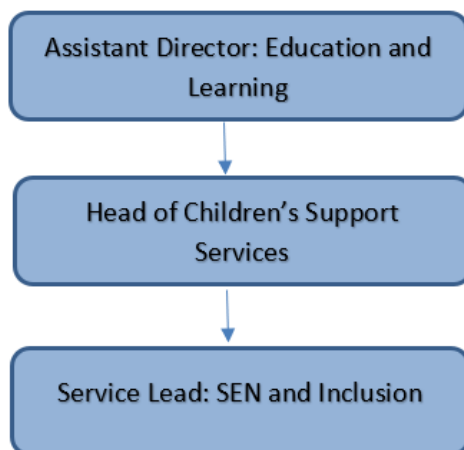 Assistant Director: Education and
Learning
Head of Children’s Support
Services
Service Lead: SEN and Inclusion